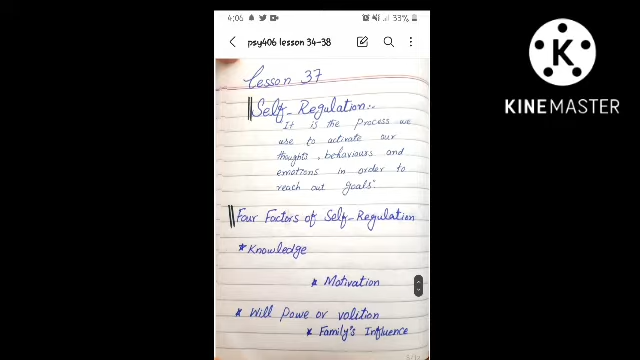 4:06
33%
psy406 lesson 34-38
K
KINEMASTER
Lesson 37
Self-Regulation:-
It is the Process we
use to activate our
thoughts, behaviours and
emotions in order to
reach out goals"
Four Factors of Self-Regulation
* Knowledge
* Motivation
* Will Powe or volition
* Family's Influence